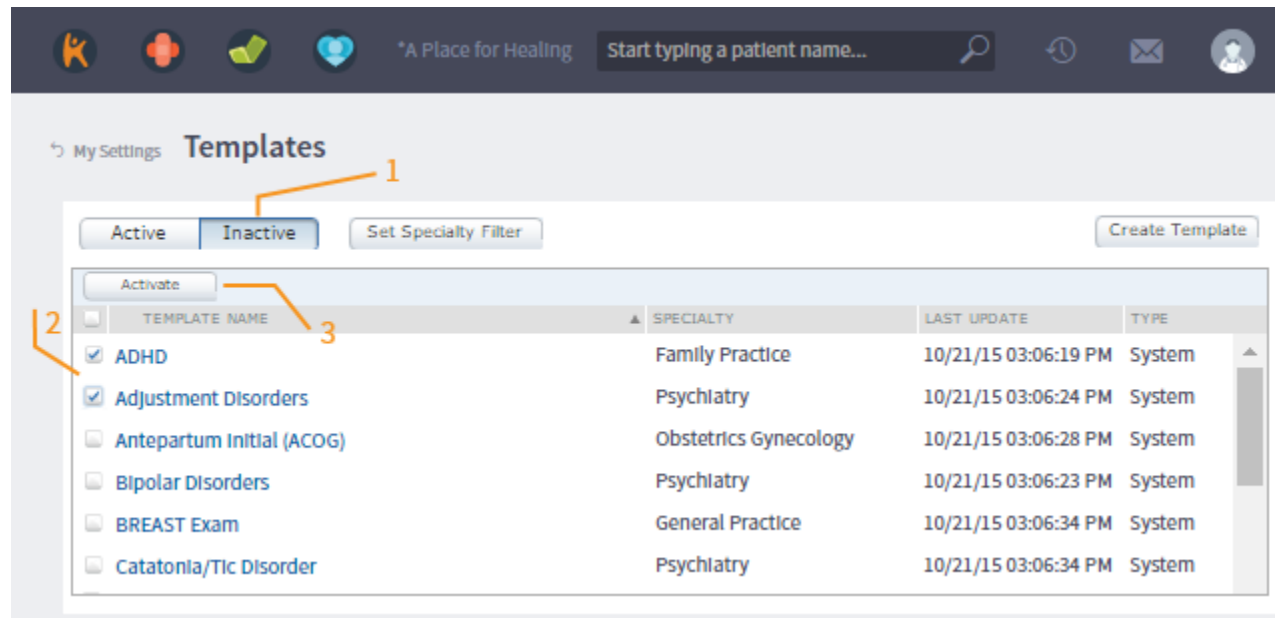 *A Place for Healing Start typing a patient name...
My Settings Templates
1
Active Inactive Set Specialty Filter Create Template
Activate
2 TEMPLATE NAME SPECIALTY LAST UPDATE TYPE
3
ADHD Family Practice 10/21/15 03:06:19 PM System
Adjustment Disorders Psychiatry 10/21/15 03:06:24 PM System
Antepartum Initial (ACOG) Obstetrics Gynecology 10/21/15 03:06:28 PM System
Bipolar Disorders Psychiatry 10/21/15 03:06:23 PM System
BREAST Exam General Practice 10/21/15 03:06:34 PM System
Catatonia/Tic Disorder Psychiatry 10/21/15 03:06:34 PM System